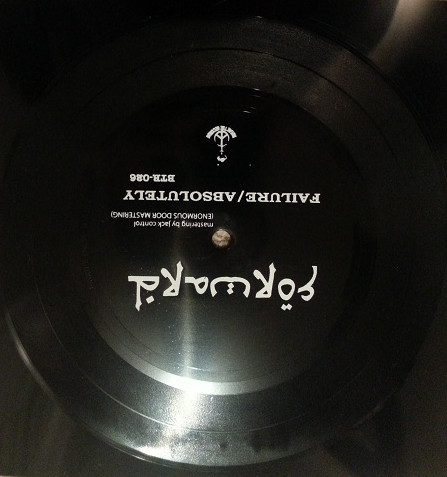 förward
mastering by jack control
(ENORMOUS DOOR MASTERING)
FAILURE/ABSOLUTELY
BTR-026